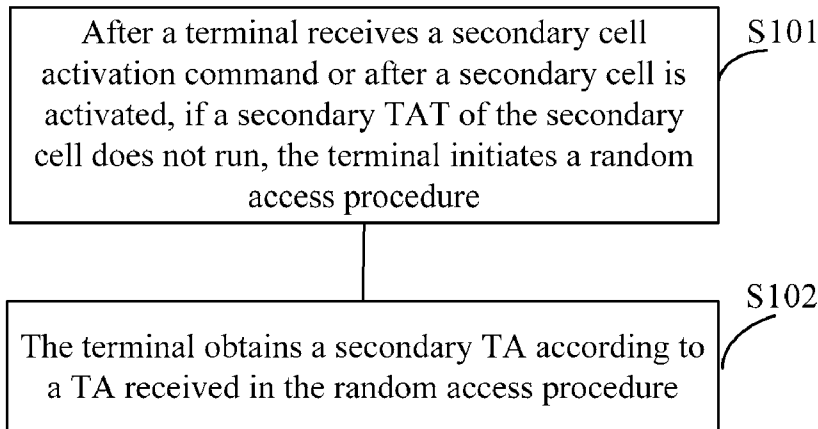 After a terminal receives a secondary cell
activation command or after a secondary cell is
activated, if a secondary TAT of the secondary
cell does not run, the terminal initiates a random
access procedure
S101
The terminal obtains a secondary TA according to
a TA received in the random access procedure
S102